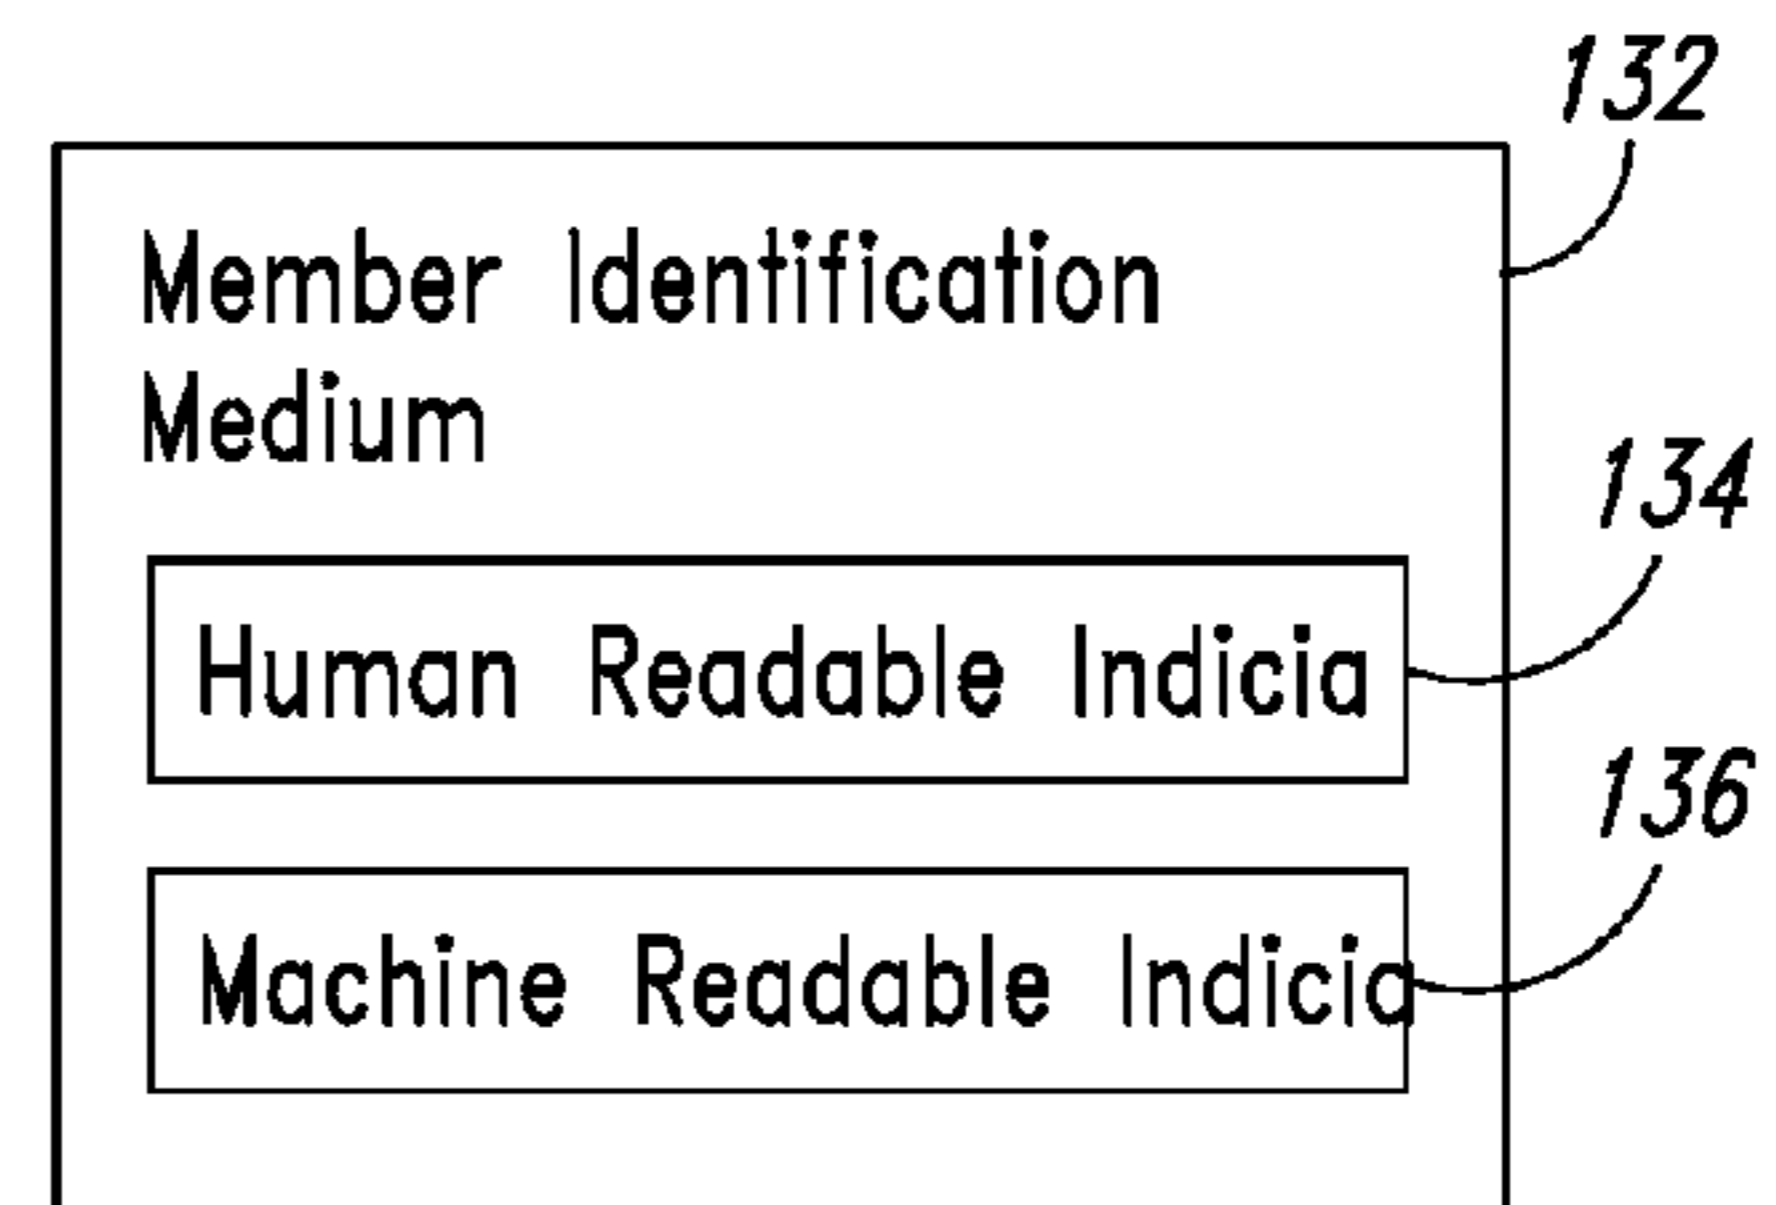 132
Member Identification
Medium
134
Human Readable Indicia
136
Machine Readable Indicia